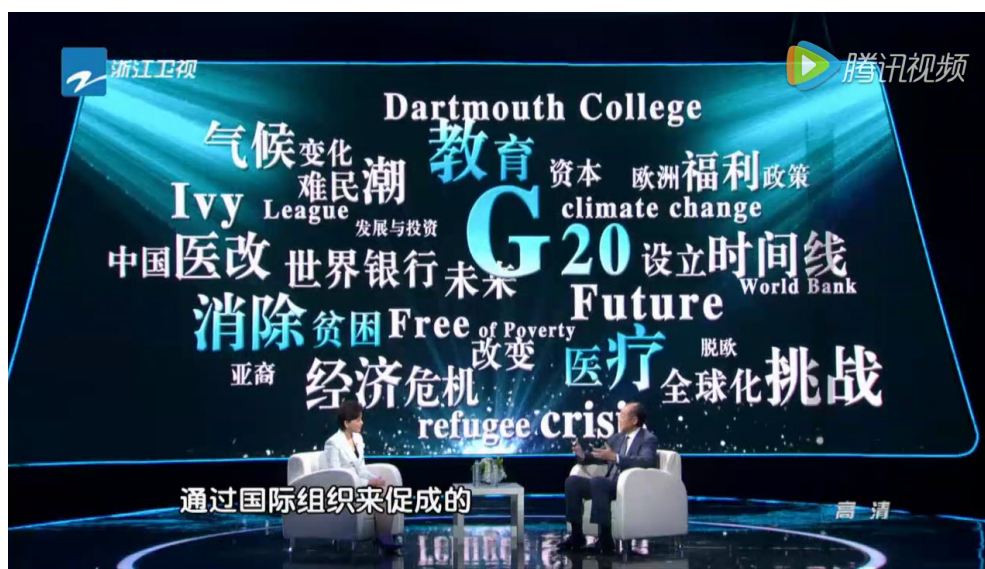 浙江卫视
腾讯视频
Dartmouth College
气候变化
教育
难民潮
资本
欧洲福利政策
Ivy League
climate change
发展与投资
G20
中国医改
世界银行
未来
设立时间线
World Bank
Future
消除贫困
Free of Poverty
改变
医疗
脱欧
亚裔
经济危机
全球化挑战
refugee crisi
通过国际组织来促成的
高清